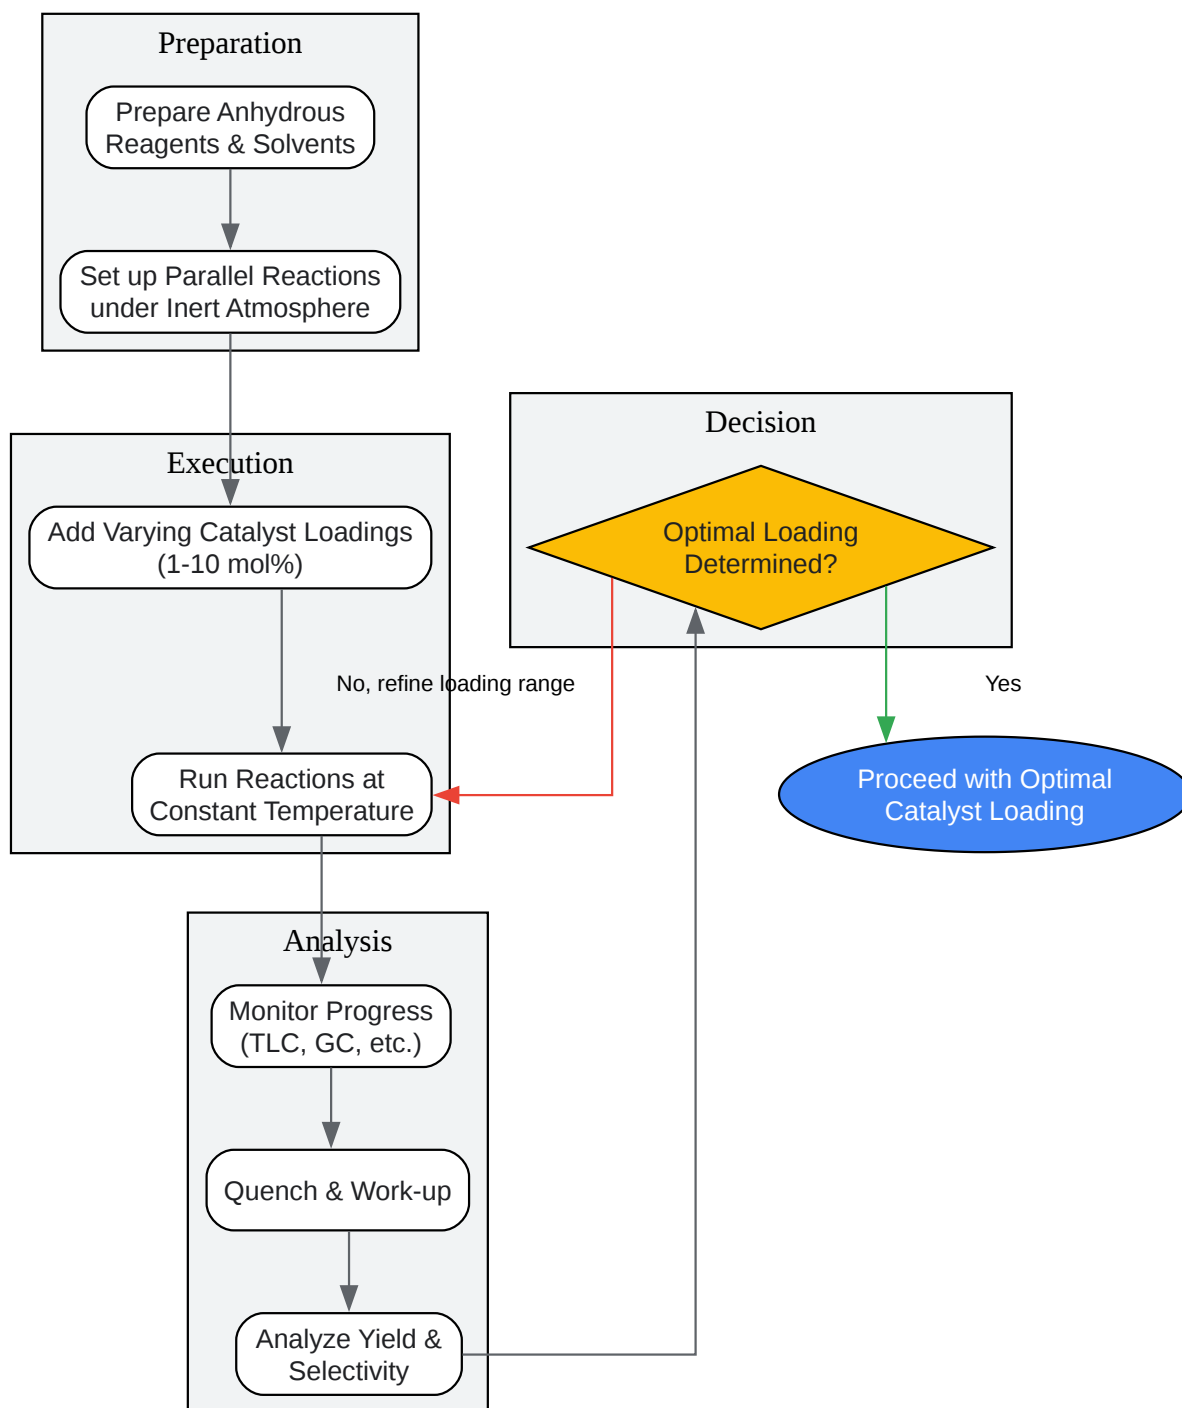 Preparation
Prepare Anhydrous
Reagents & Solvents
Set up Parallel Reactions
under Inert Atmosphere
Execution
Add Varying Catalyst Loadings
(1-10 mol%)
Run Reactions at
Constant Temperature
Decision
Optimal Loading
Determined?
No, refine loading range
Yes
Proceed with Optimal
Catalyst Loading
Analysis
Monitor Progress
(TLC, GC, etc.)
Quench & Work-up
Analyze Yield &
Selectivity